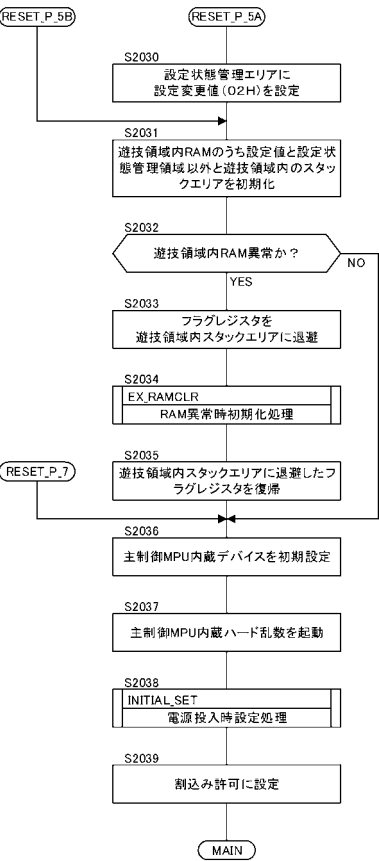 RESET_P_5B
RESET_P_5A
S2030
設定状態管理エリアに
設定変更値(02H)を設定
S2031
遊技領域内RAMのうち設定値と設定状
態管理領域以外と遊技領域内のスタッ
クエリアを初期化
S2032
遊技領域内RAM異常か？
NO
YES
S2033
フラグレジスタを
遊技領域内スタックエリアに退避
S2034
EX_RAMCLR
RAM異常時初期化処理
S2035
RESET_P_7
遊技領域内スタックエリアに退避したフ
ラグレジスタを復帰
S2036
主制御MPU内蔵デバイスを初期設定
S2037
主制御MPU内蔵ハード乱数を起動
S2038
INITIAL_SET
電源投入時設定処理
S2039
割込み許可に設定
MAIN